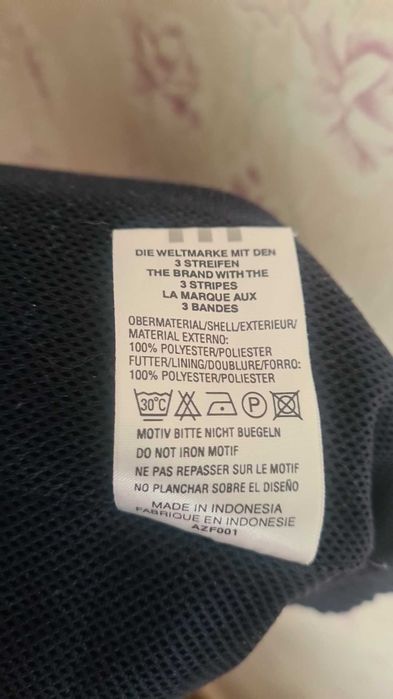 DIE WELTMARKE MIT DEN
3 STREIFEN
THE BRAND WITH THE
3 STRIPES
LA MARQUE AUX
3 BANDES
OBERMATERIAL/SHELL/EXTERIEUR/
MATERIAL EXTERNO:
100% POLYESTER/POLIESTER
FUTTER/LINING/DOUBLURE/FORRO:
100% POLYESTER/POLIESTER
30°C P
MOTIV BITTE NICHT BUEGELN
DO NOT IRON MOTIF
NE PAS REPASSER SUR LE MOTIF
NO PLANCHAR SOBRE EL DISEÑO
MADE IN INDONESIA
FABRIQUE EN INDONESIE
AZF001